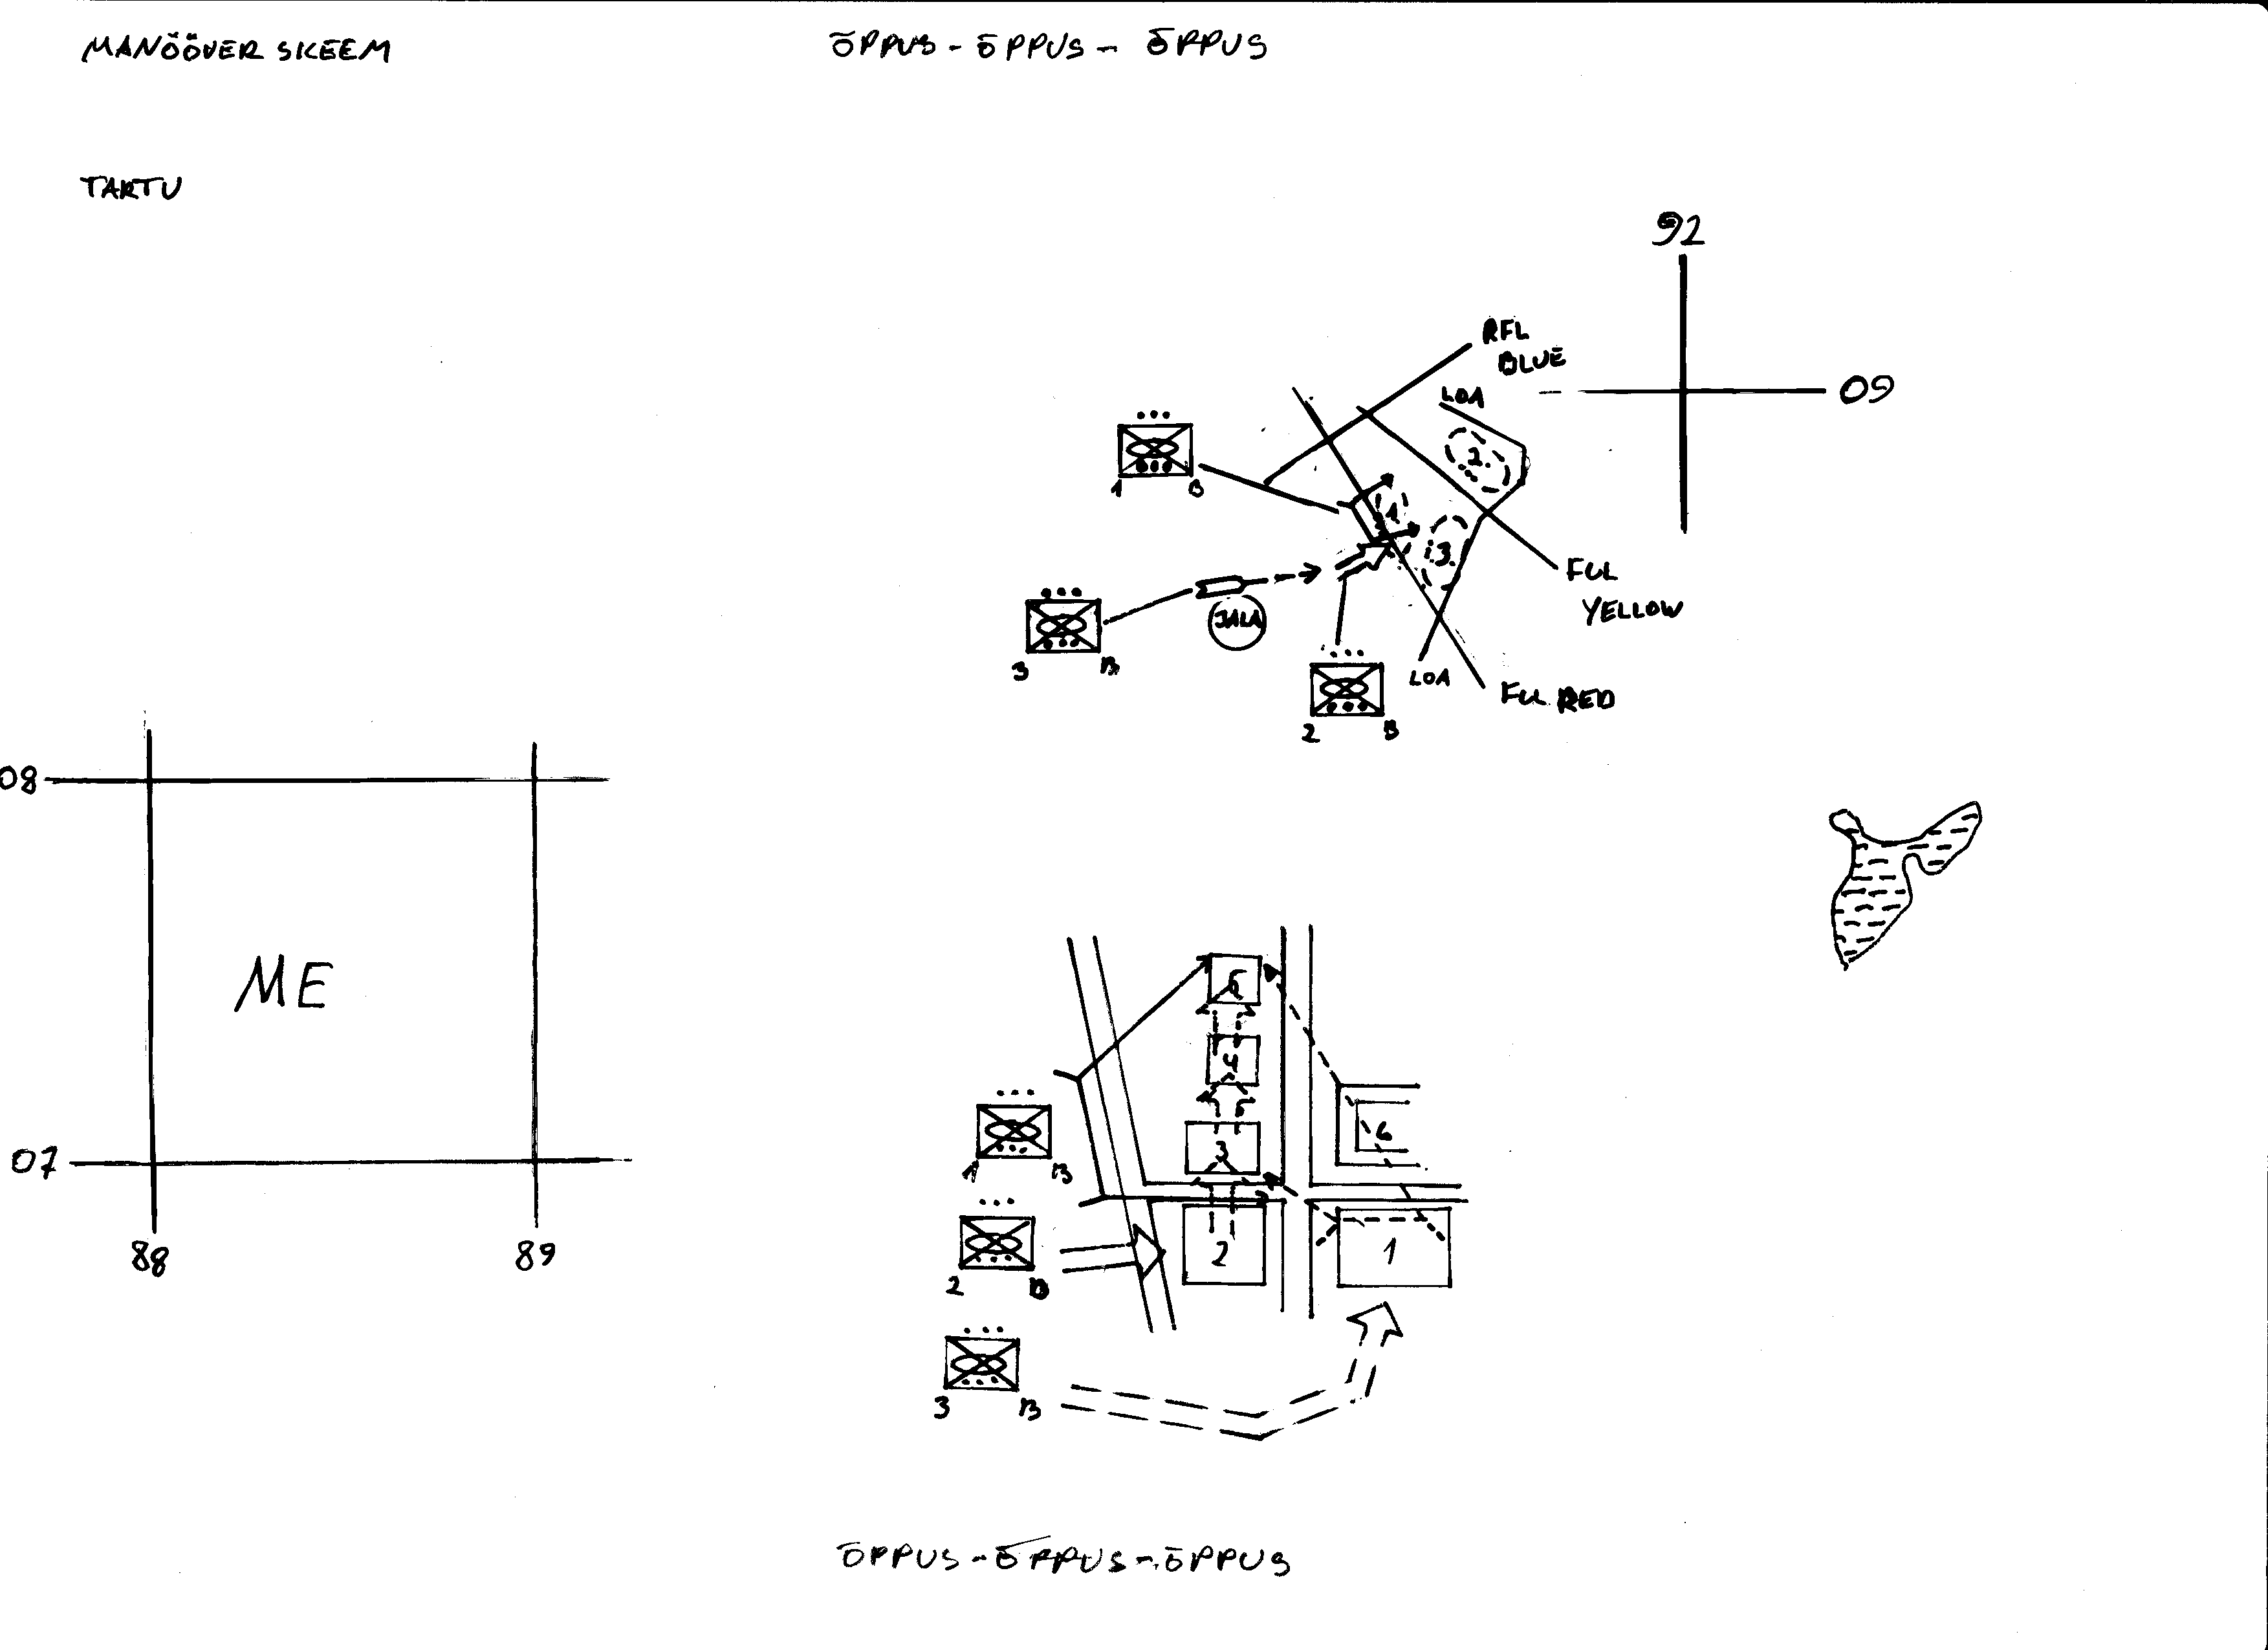 MANÖÖVER SKEEM
ÕPPUS - ÕPPUS - ÕPPUS
TARTU
92
09
RFL
BLUE
LOA
2
1 B
1
3
FCL
YELLOW
JALA
3 B
LOA
FCL RED
2 B
08
ME
07
88
89
5
4
6
3
1 B
2
1
2 B
3 B
ÕPPUS - ÕPPUS - ÕPPUS